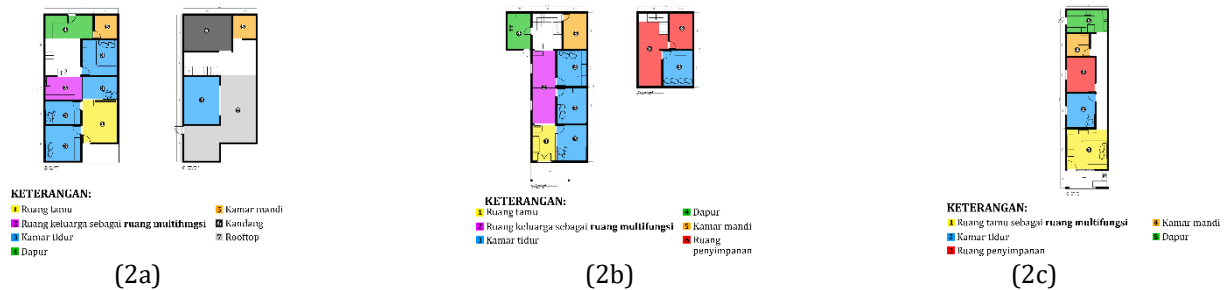 KETERANGAN:
1 Ruang tamu
2 Ruang keluarga sebagai ruang multifungsi
3 Kamar tidur
4 Dapur
5 Kamar mandi
6 Kandang
7 Rooftop
(2a)
KETERANGAN:
1 Ruang tamu
2 Ruang keluarga sebagai ruang multifungsi
3 Kamar tidur
4 Dapur
5 Kamar mandi
Ruang
penyimpanan
(2b)
KETERANGAN:
1 Ruang tamu sebagai ruang multifungsi
2 Kamar tidur
Ruang penyimpanan
4 Kamar mandi
5 Dapur
(2c)